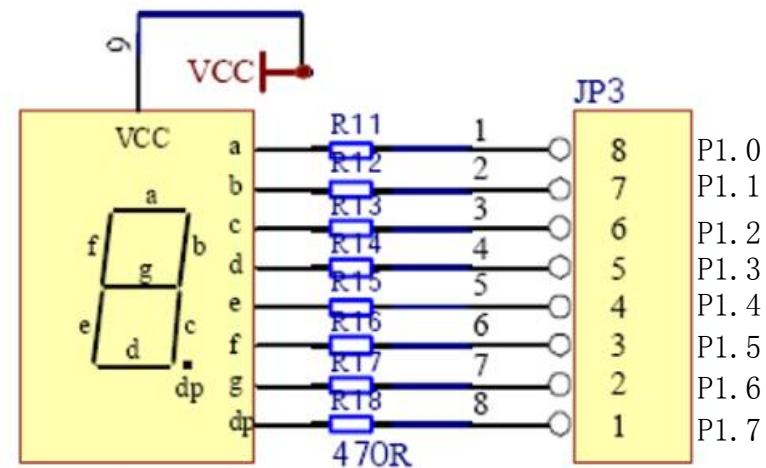 9
VCC
JP3
VCC
a R11 1 8 P1.0
b R12 2 7 P1.1
c R13 3 6 P1.2
d R14 4 5 P1.3
e R15 5 4 P1.4
f R16 6 3 P1.5
g R17 7 2 P1.6
dp R18 8 1 P1.7
470R
a
f b
g
e c
d
dp